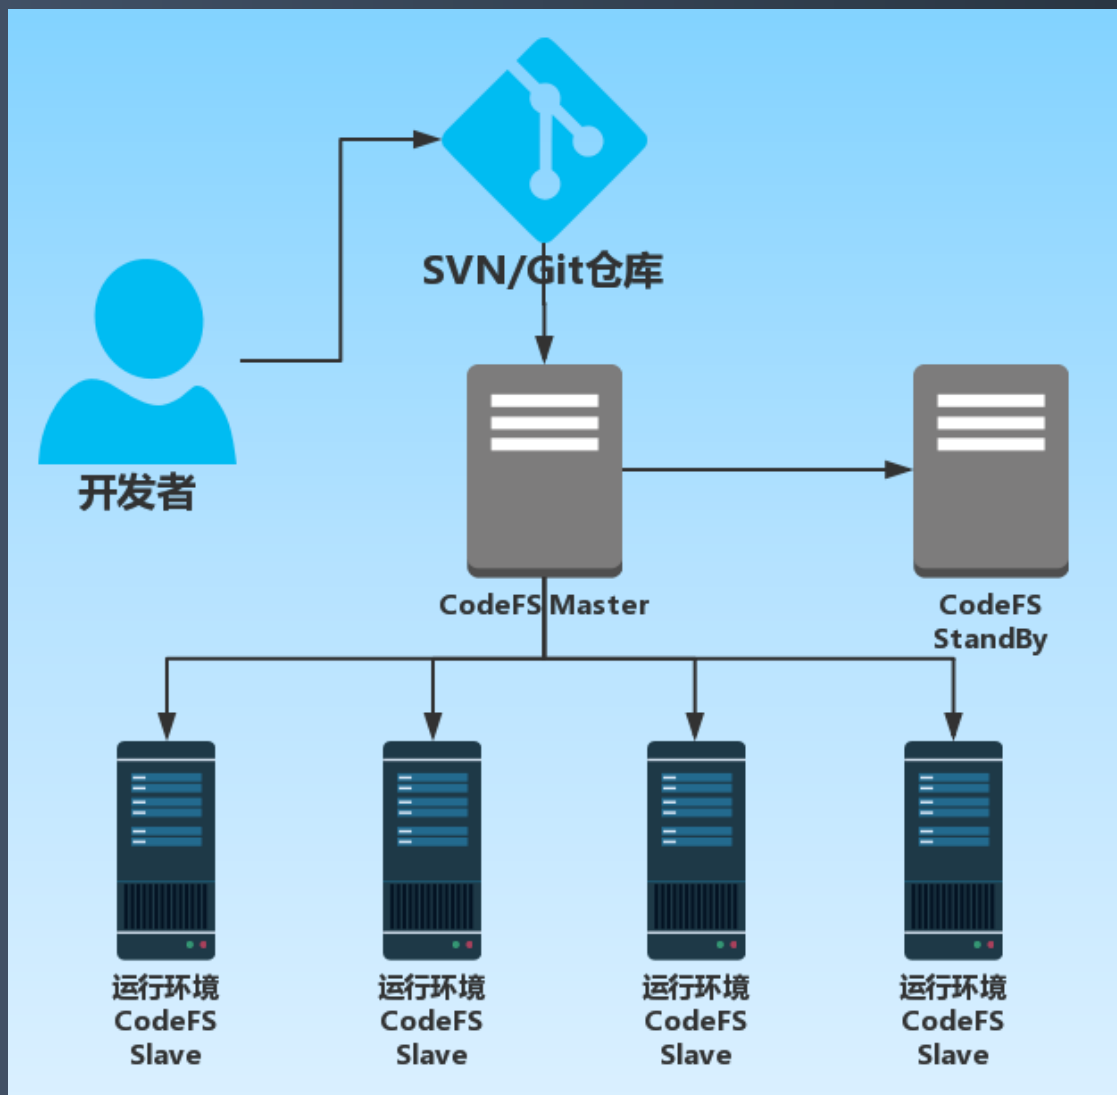 SVN/Git仓库
开发者
CodeFS Master
CodeFS
StandBy
运行环境
CodeFS
Slave
运行环境
CodeFS
Slave
运行环境
CodeFS
Slave
运行环境
CodeFS
Slave